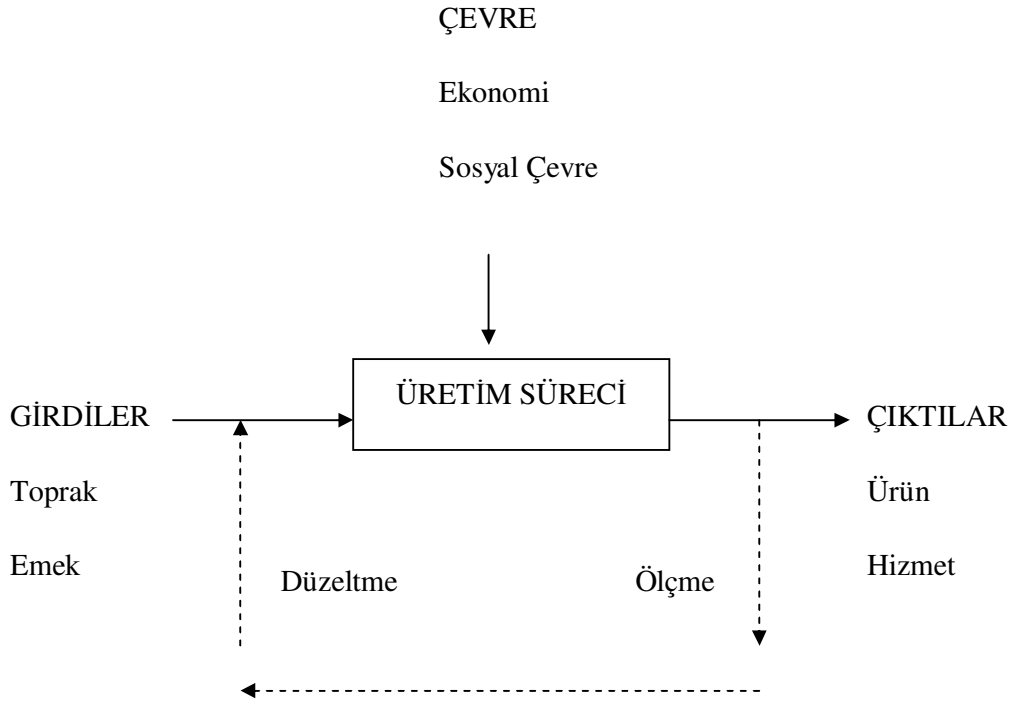 ÇEVRE
Ekonomi
Sosyal Çevre
ÜRETİM SÜRECİ
GİRDİLER
ÇIKTILAR
Toprak
Ürün
Emek
Düzeltme
Ölçme
Hizmet